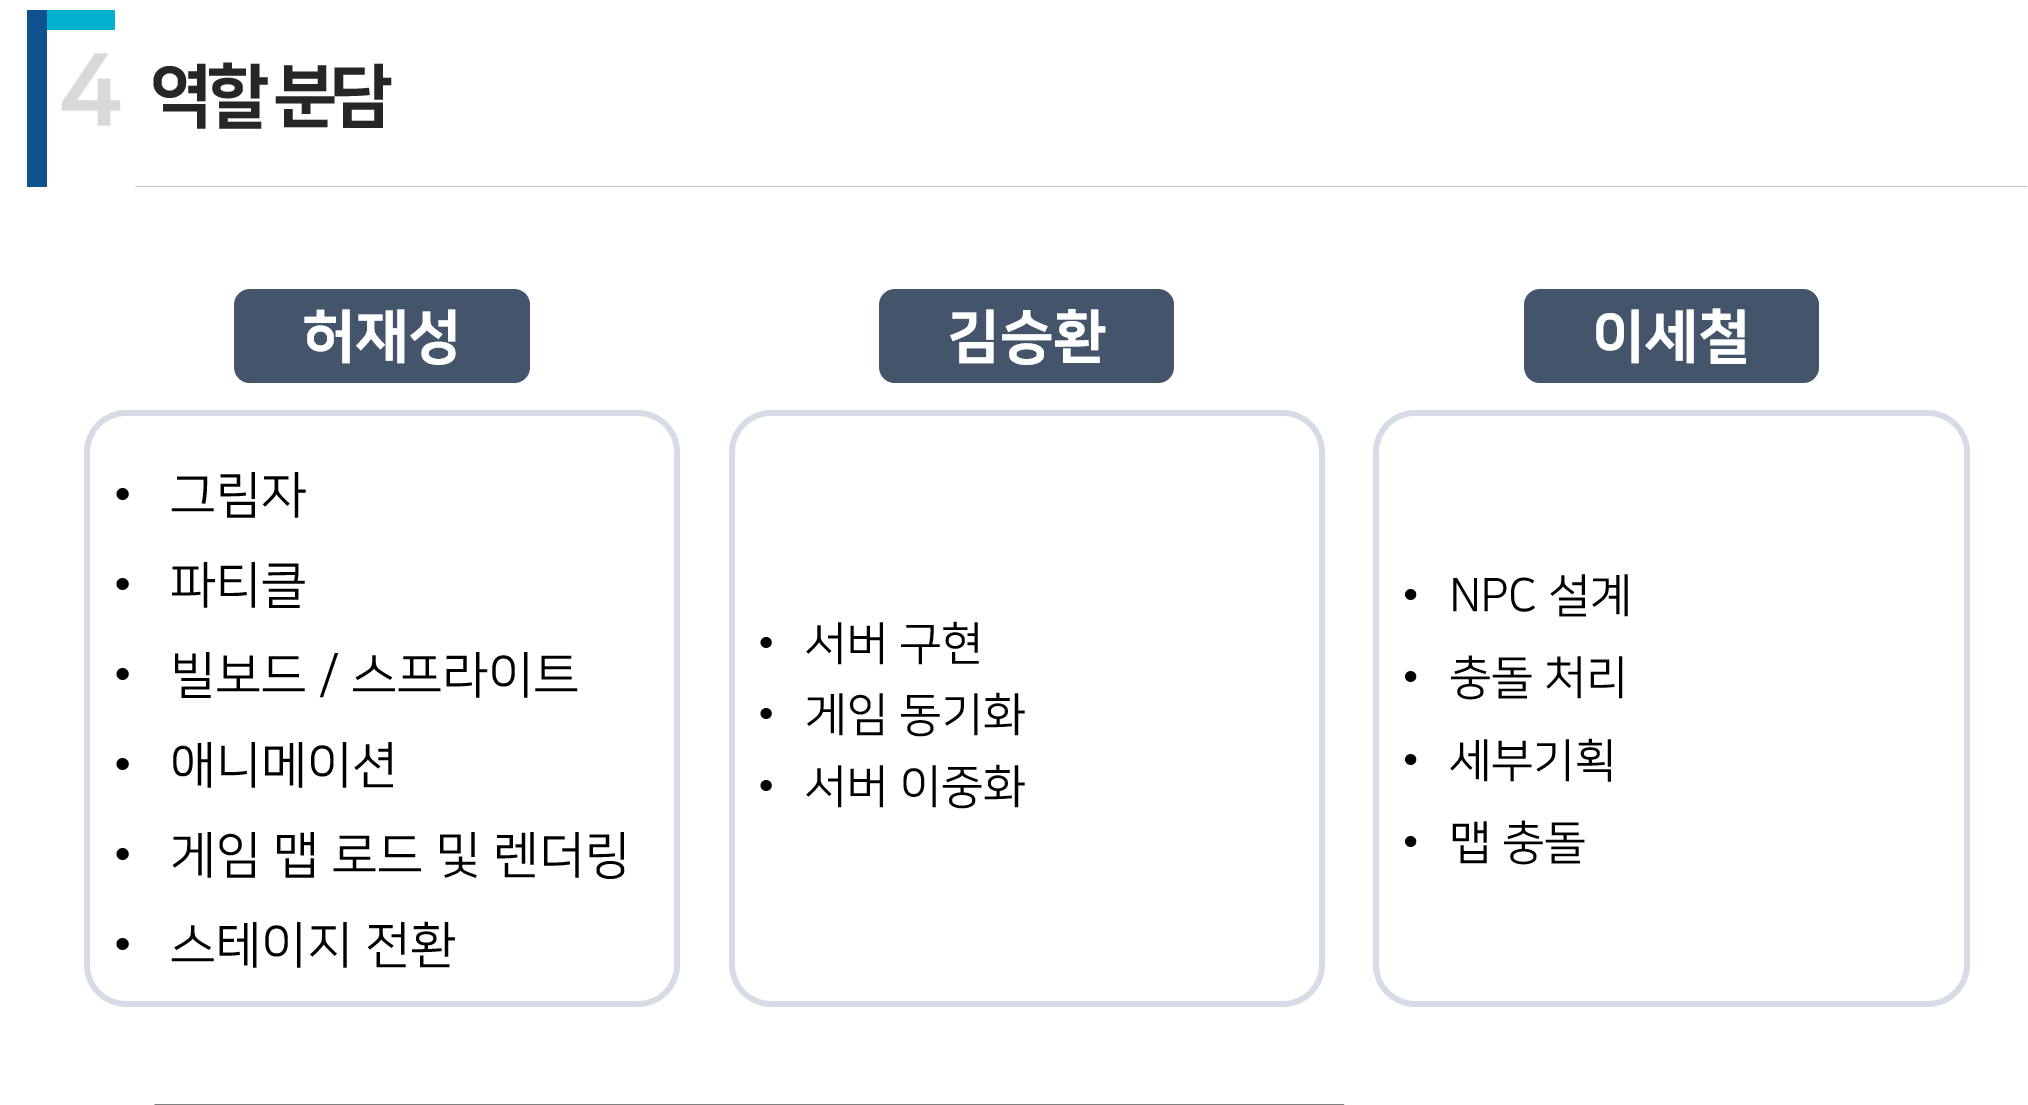 4 역할 분담
허재성
• 그림자
• 파티클
• 빌보드 / 스프라이트
• 애니메이션
• 게임 맵 로드 및 렌더링
• 스테이지 전환
김승환
• 서버 구현
• 게임 동기화
• 서버 이중화
이세철
• NPC 설계
• 충돌 처리
• 세부기획
• 맵 충돌